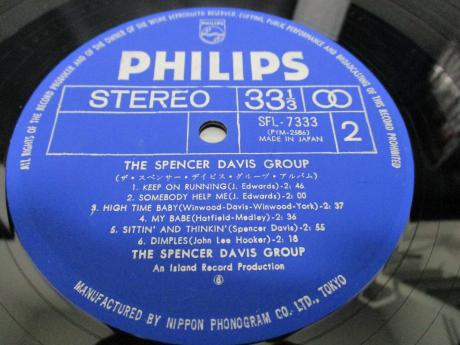 ALL RIGHTS OF THE RECORD PRODUCER AND OF THE OWNER OF THE WORK REPRODUCED RESERVED. UNAUTHORIZED COPYING, PUBLIC PERFORMANCE AND BROADCASTING OF THIS RECORD PROHIBITED
PHILIPS
PHILIPS
STEREO 33 1/3 2
SFL-7333
(PYM-2586)
MADE IN JAPAN
THE SPENCER DAVIS GROUP
(ザ・スペンサー・デイビス・グループ・アルバム)
1. KEEP ON RUNNING(J. Edwards)-2: 46
2. SOMEBODY HELP ME(J. Edwards)-2: 00
3. HIGH TIME BABY(Winwood-Davis-Winwood-York)-2: 37
4. MY BABE(Hatfield-Medley)-2: 36
5. SITTIN' AND THINKIN'(Spencer Davis)-2: 55
6. DIMPLES(John Lee Hooker)-2: 18
THE SPENCER DAVIS GROUP
An Island Record Production
MANUFACTURED BY NIPPON PHONOGRAM CO. LTD., TOKYO